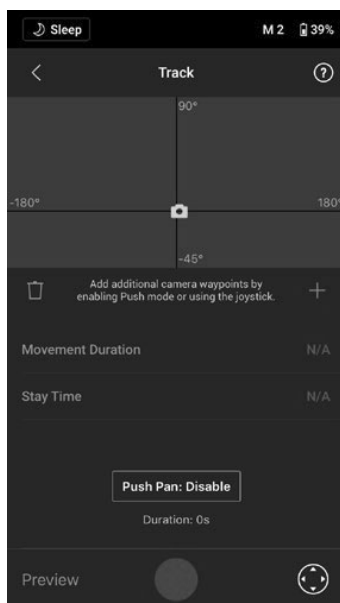 Sleep
M 2
39%
Track
?
90°
-180°
180°
-45°
Add additional camera waypoints by
enabling Push mode or using the joystick.
Movement Duration
N/A
Stay Time
N/A
Push Pan: Disable
Duration: 0s
Preview